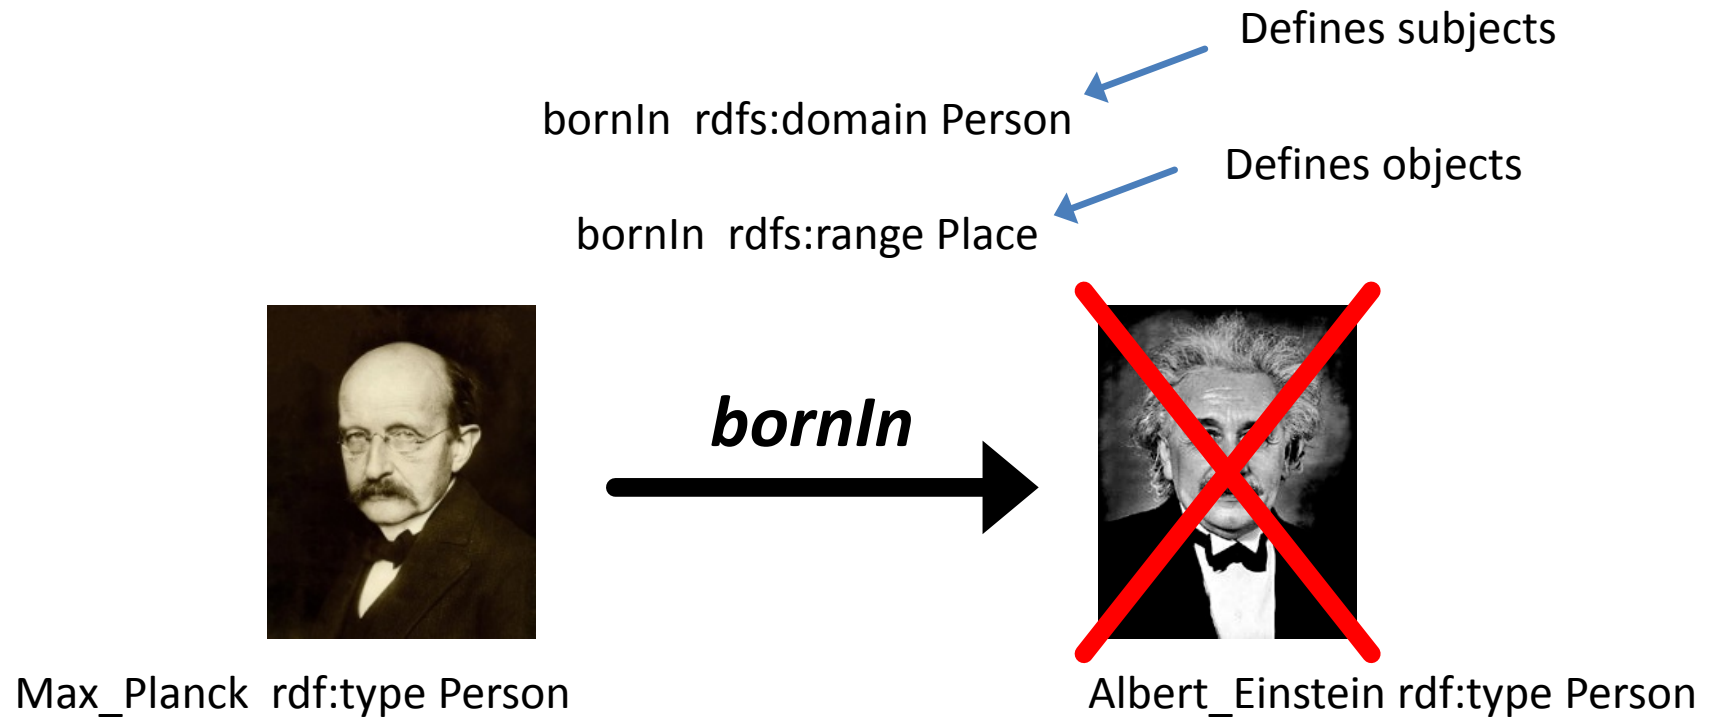 Defines subjects
bornIn rdfs:domain Person
Defines objects
bornIn rdfs:range Place
bornIn
Max_Planck rdf:type Person
Albert_Einstein rdf:type Person